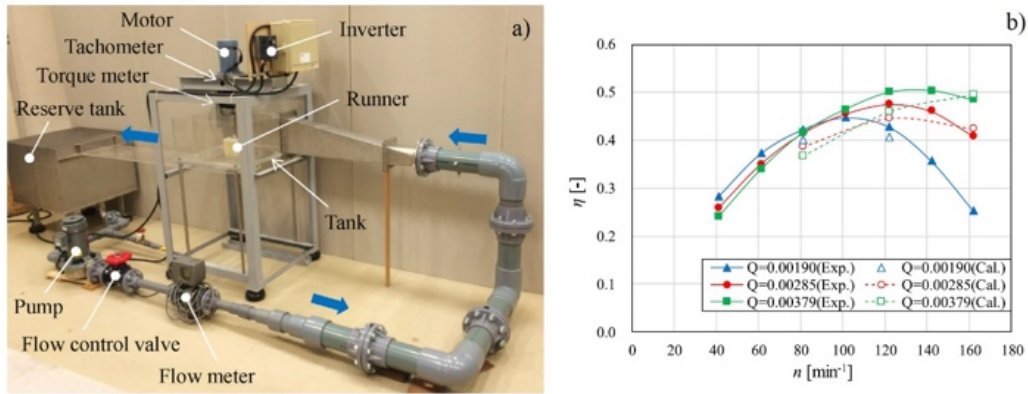 a)
Motor
Inverter
Tachometer
Torque meter
Runner
Reserve tank
Tank
Pump
Flow control valve
Flow meter
b)
0.6
0.5
0.4
η [-]
0.3
0.2
Q=0.00190(Exp.) Q=0.00190(Cal.)
Q=0.00285(Exp.) Q=0.00285(Cal.)
0.1
Q=0.00379(Exp.) Q=0.00379(Cal.)
0.0
0 20 40 60 80 100 120 140 160 180
n [min-1]